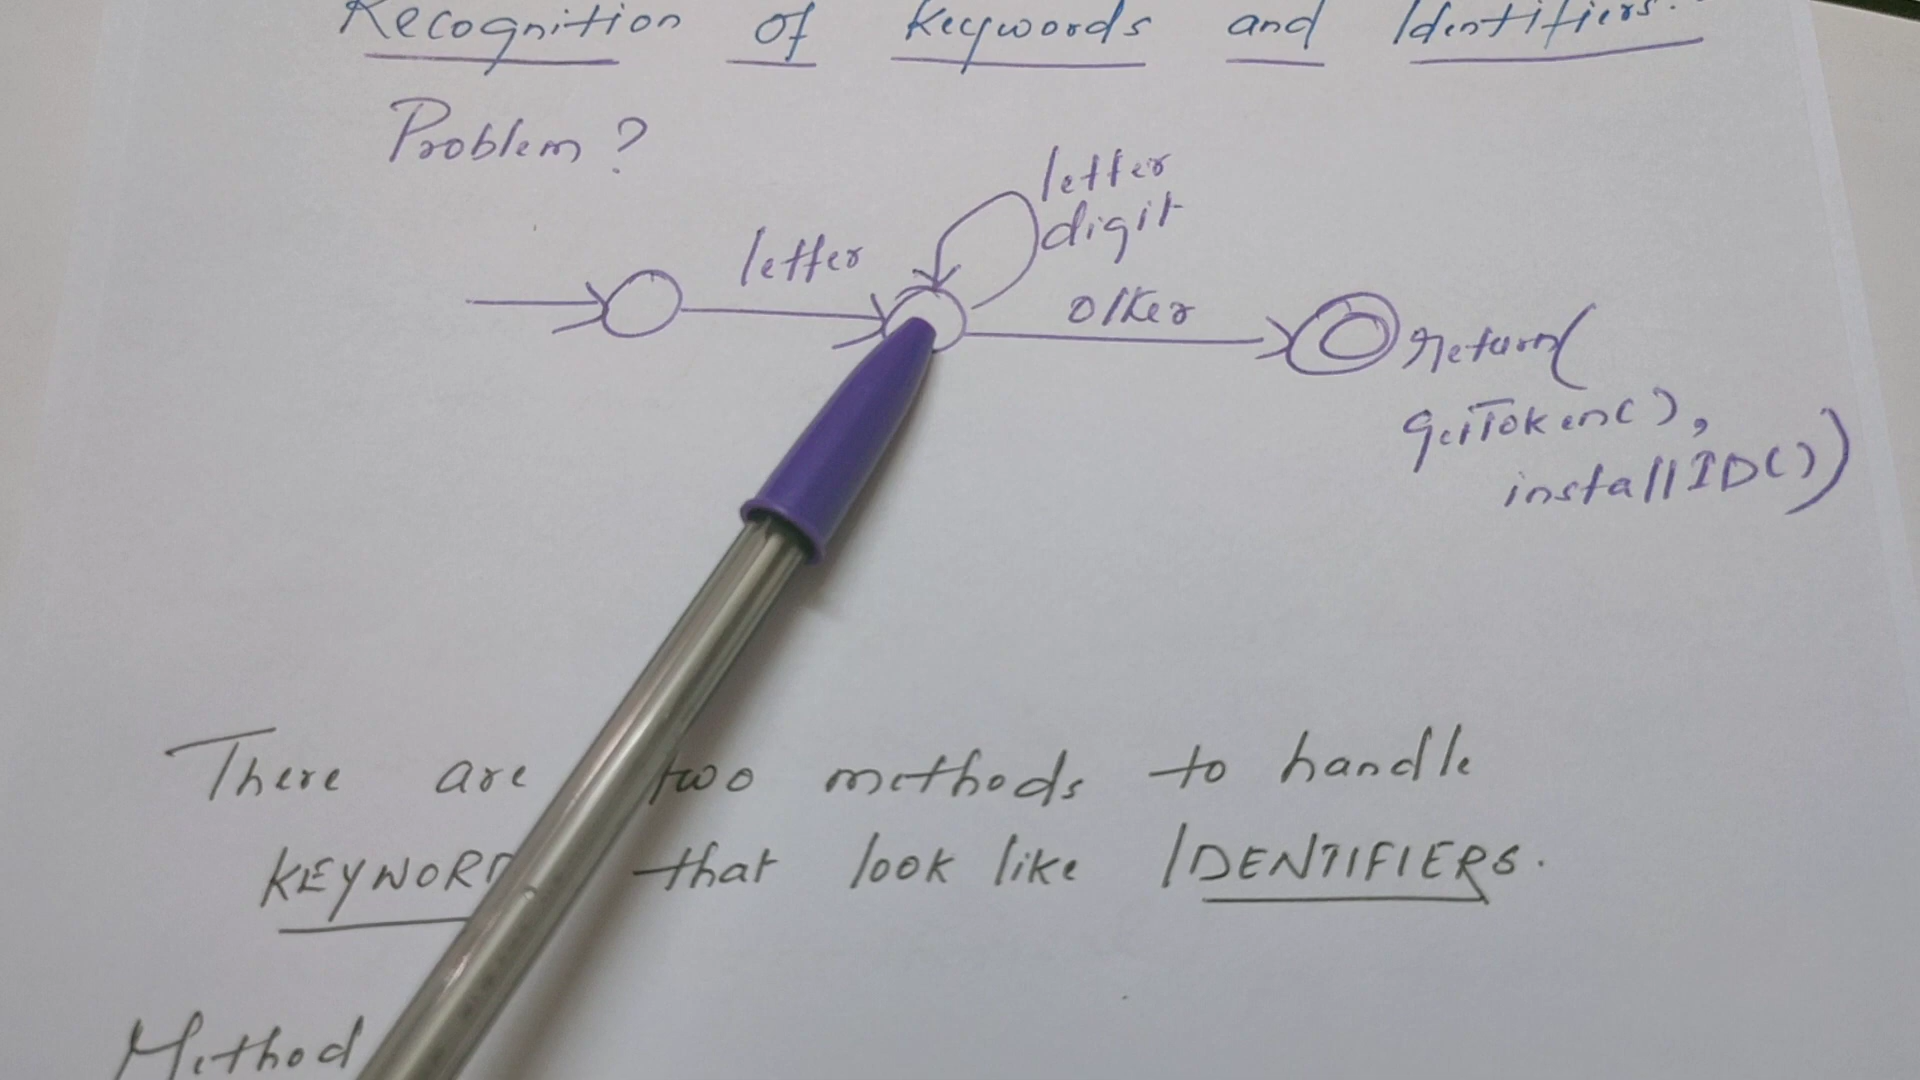 Recognition of Keywords and Identifiers.
Problem?
letter
digit
letter
other
return(
getToken(),
installID())
There are two methods to handle
KEYWORD that look like IDENTIFIERS.
Method